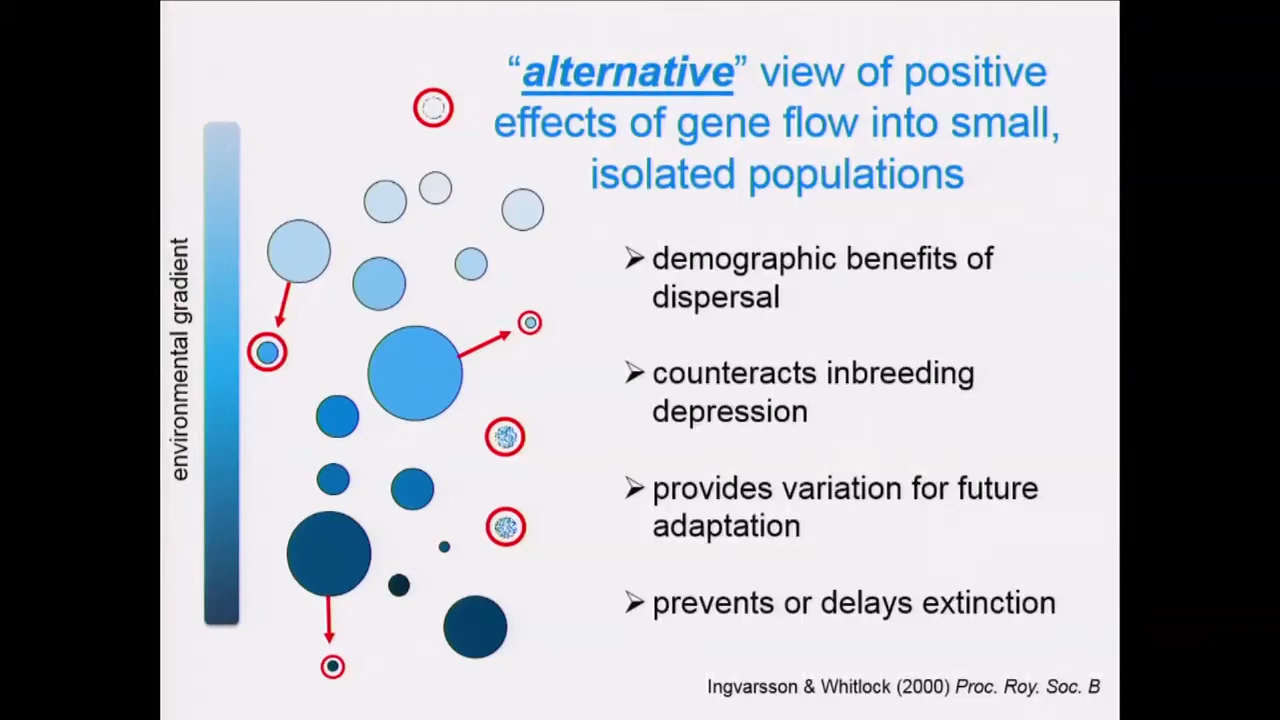 “alternative” view of positive
effects of gene flow into small,
isolated populations
environmental gradient
➢ demographic benefits of
dispersal
➢ counteracts inbreeding
depression
➢ provides variation for future
adaptation
➢ prevents or delays extinction
Ingvarsson & Whitlock (2000) Proc. Roy. Soc. B